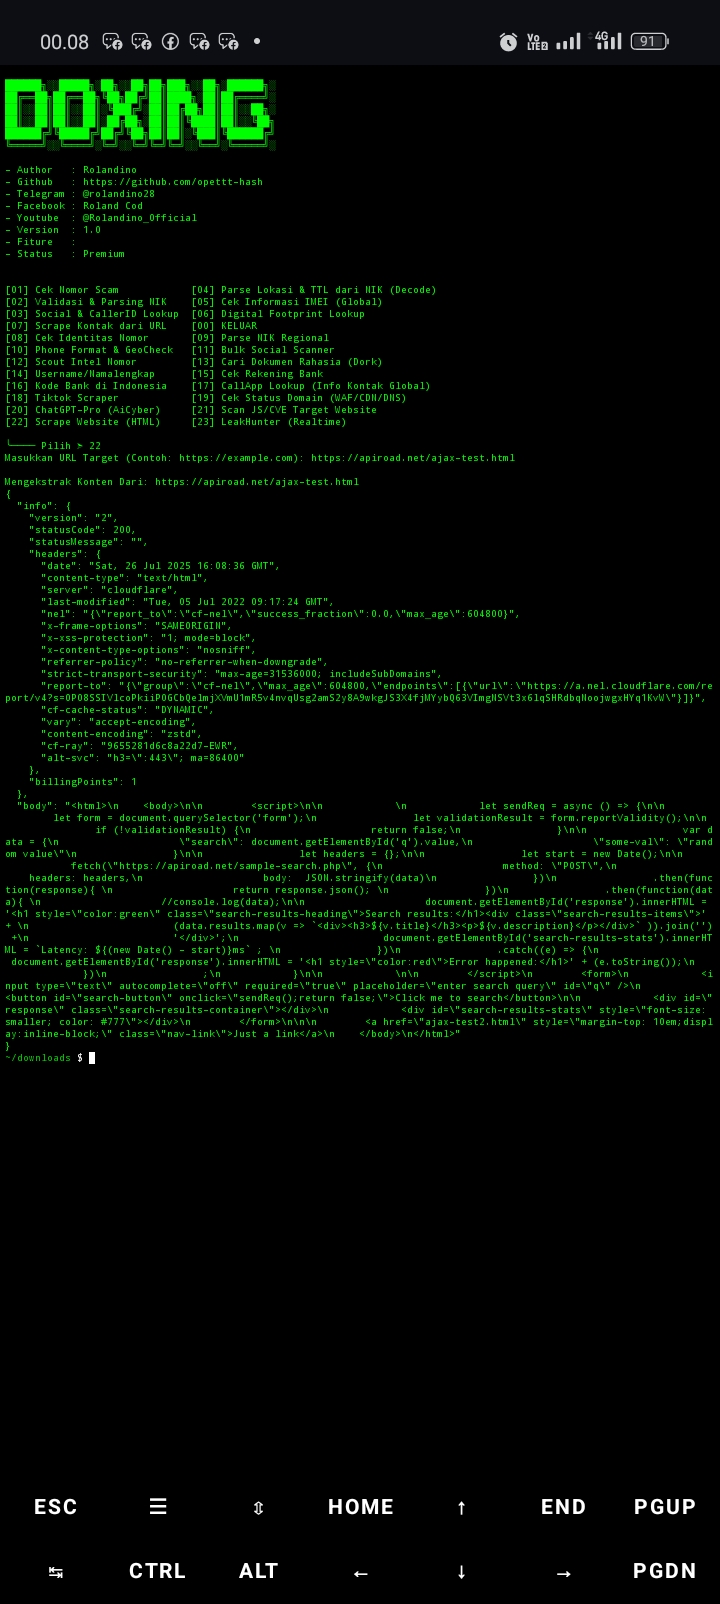 00.08
Vo LTE2
4G
91
DOXING
- Author   : Rolandino
- Github   : https://github.com/opettt-hash
- Telegram : @rolandino28
- Facebook : Roland Cod
- Youtube  : @Rolandino_Official
- Version  : 1.0
- Fiture   :
- Status   : Premium
[01] Cek Nomor Scam            [04] Parse Lokasi & TTL dari NIK (Decode)
[02] Validasi & Parsing NIK    [05] Cek Informasi IMEI (Global)
[03] Social & CallerID Lookup  [06] Digital Footprint Lookup
[07] Scrape Kontak dari URL    [00] KELUAR
[08] Cek Identitas Nomor       [09] Parse NIK Regional
[10] Phone Format & GeoCheck   [11] Bulk Social Scanner
[12] Scout Intel Nomor         [13] Cari Dokumen Rahasia (Dork)
[14] Username/Namalengkap      [15] Cek Rekening Bank
[16] Kode Bank di Indonesia    [17] CallApp Lookup (Info Kontak Global)
[18] Tiktok Scraper            [19] Cek Status Domain (WAF/CDN/DNS)
[20] ChatGPT-Pro (AiCyber)     [21] Scan JS/CVE Target Website
[22] Scrape Website (HTML)     [23] LeakHunter (Realtime)
╰──── Pilih ➤ 22
Masukkan URL Target (Contoh: https://example.com): https://apiroad.net/ajax-test.html
Mengekstrak Konten Dari: https://apiroad.net/ajax-test.html
{
  "info": {
    "version": "2",
    "statusCode": 200,
    "statusMessage": "",
    "headers": {
      "date": "Sat, 26 Jul 2025 16:08:36 GMT",
      "content-type": "text/html",
      "server": "cloudflare",
      "last-modified": "Tue, 05 Jul 2022 09:17:24 GMT",
      "nel": "{\"report_to\":\"cf-nel\",\"success_fraction\":0.0,\"max_age\":604800}",
      "x-frame-options": "SAMEORIGIN",
      "x-xss-protection": "1; mode=block",
      "x-content-type-options": "nosniff",
      "referrer-policy": "no-referrer-when-downgrade",
      "strict-transport-security": "max-age=31536000; includeSubDomains",
      "report-to": "{\"group\":\"cf-nel\",\"max_age\":604800,\"endpoints\":[{\"url\":\"https://a.nel.cloudflare.com/re
      "cf-cache-status": "DYNAMIC",
      "vary": "accept-encoding",
      "content-encoding": "zstd",
      "cf-ray": "9655281d6c8a22d7-EWR",
      "alt-svc": "h3=\":443\"; ma=86400"
    },
    "billingPoints": 1
  },
  "body": "<html>\n    <body>\n\n        <script>\n\n            \n            let sendReq = async () => {\n\n
        let form = document.querySelector('form');\n                let validationResult = form.reportValidity();\n\n
               if (!validationResult) {\n                    return false;\n                }\n\n                var d
ata = {\n                    \"search\": document.getElementById('q').value,\n                    \"some-val\": \"rand
om value\"\n                }\n\n                let headers = {};\n\n                let start = new Date();\n\n
           fetch(\"https://apiroad.net/sample-search.php\", {\n                    method: \"POST\",\n
    headers: headers,\n                    body:  JSON.stringify(data)\n                })\n                .then(func
tion(response){ \n                    return response.json(); \n                })\n                .then(function(dat
a){ \n                    //console.log(data);\n\n                    document.getElementById('response').innerHTML =
'<h1 style=\"color:green\" class=\"search-results-heading\">Search results:</h1><div class=\"search-results-items\">'
+ \n                        (data.results.map(v => `<div><h3>${v.title}</h3><p>${v.description}</p></div>` )).join('')
 +\n                        '</div>';\n                    document.getElementById('search-results-stats').innerHT
ML = `Latency: ${(new Date() - start)}ms` ; \n                })\n                .catch((e) => {\n
 document.getElementById('response').innerHTML = '<h1 style=\"color:red\">Error happened:</h1>' + (e.toString());\n
             })\n                ;\n            }\n\n            \n\n        </script>\n        <form>\n            <i
nput type=\"text\" autocomplete=\"off\" required=\"true\" placeholder=\"enter search query\" id=\"q\" />\n
<button id=\"search-button\" onclick=\"sendReq();return false;\">Click me to search</button>\n\n            <div id=\"
response\" class=\"search-results-container\"></div>\n            <div id=\"search-results-stats\" style=\"font-size:
smaller; color: #777\"></div>\n        </form>\n\n\n        <a href=\"ajax-test2.html\" style=\"margin-top: 10em;displ
ay:inline-block;\" class=\"nav-link\">Just a link</a>\n    </body>\n</html>"
}
~/downloads $
ESC ☰ ⇳ HOME ↑ END PGUP
↹ CTRL ALT ← ↓ → PGDN